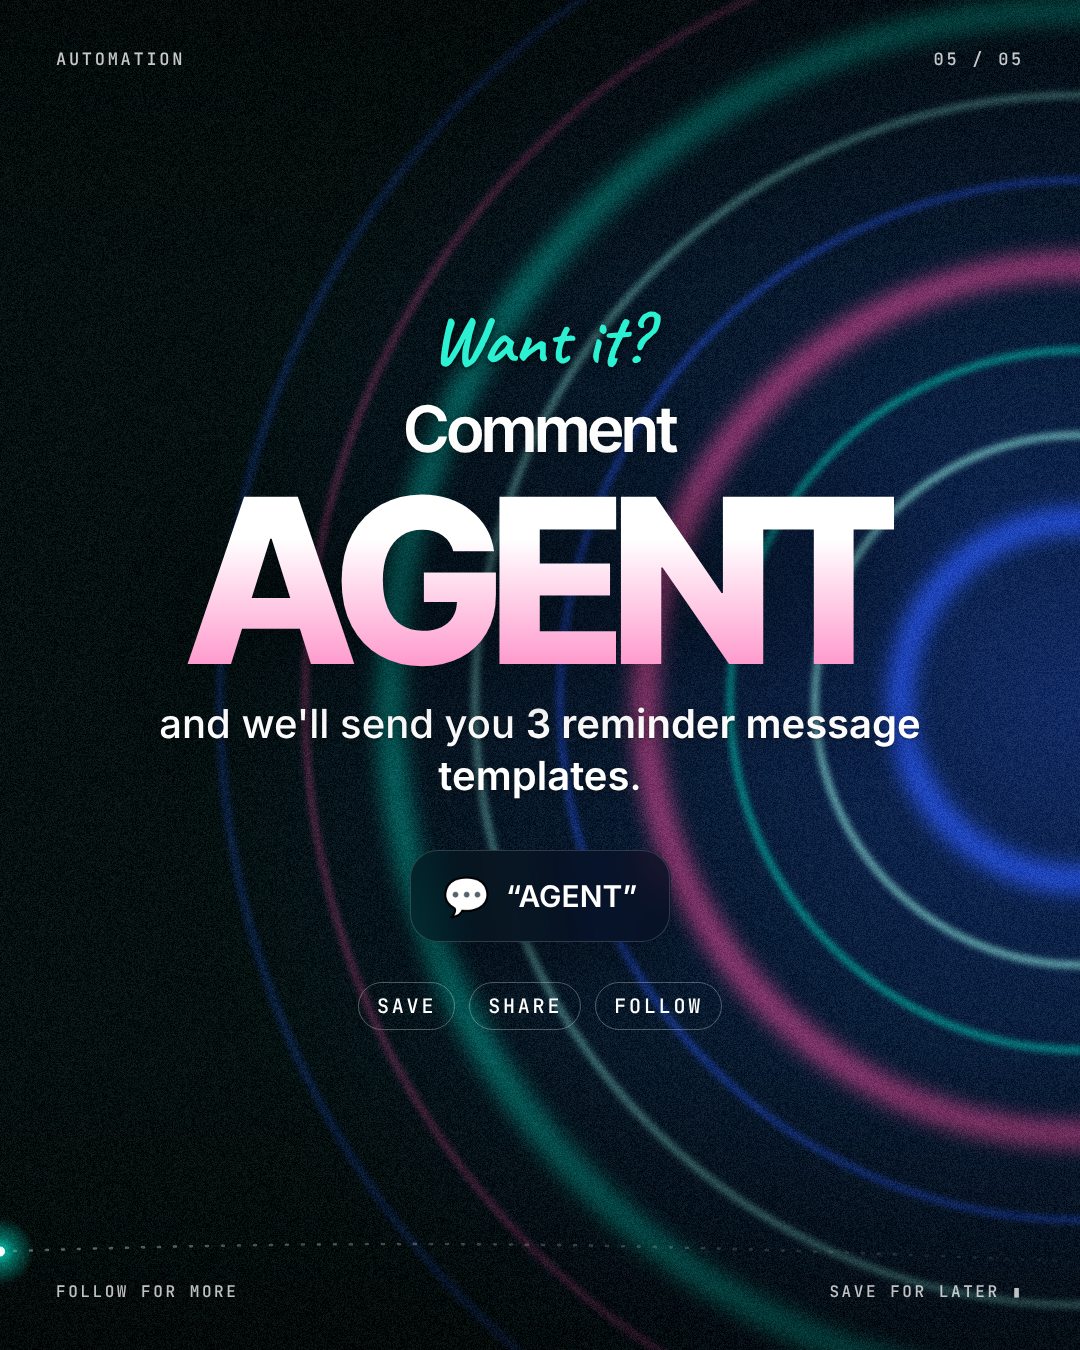 AUTOMATION
05 / 05
Want it?
Comment
AGENT
and we'll send you 3 reminder message
templates.
💬 “AGENT”
SAVE
SHARE
FOLLOW
FOLLOW FOR MORE
SAVE FOR LATER ▮